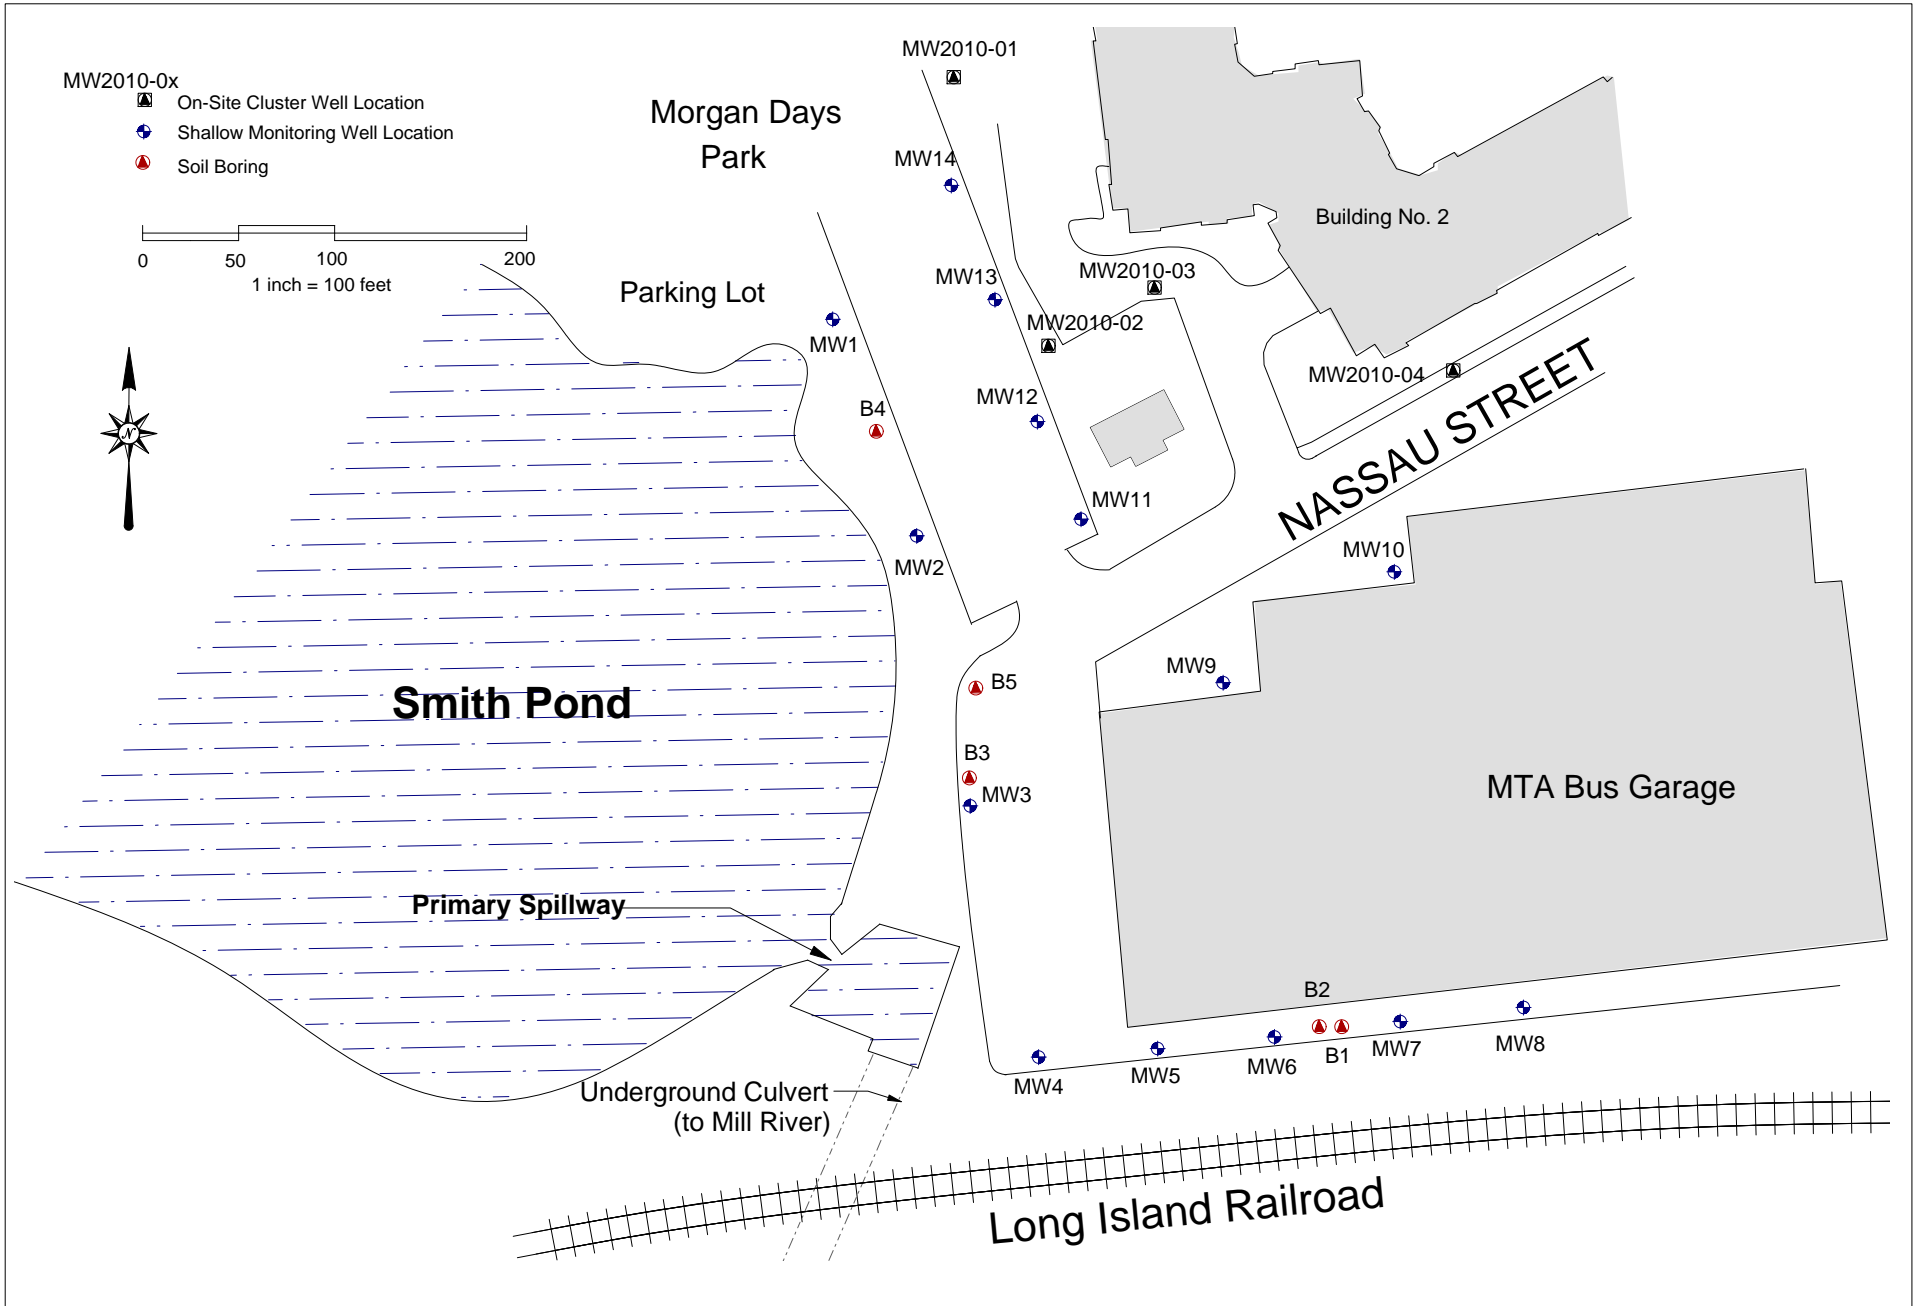 MW2010-01
MW2010-0x
On-Site Cluster Well Location
Shallow Monitoring Well Location
Soil Boring
Morgan Days
Park
MW14
Building No. 2
0 50 100 200
1 inch = 100 feet
Parking Lot
MW13
MW2010-03
MW2010-02
MW1
MW2010-04
NASSAU STREET
B4
MW12
N
MW11
MW10
MW2
MW9
B5
Smith Pond
B3
MW3
MTA Bus Garage
Primary Spillway
B2
MW8
MW7
B1
MW6
MW5
MW4
Underground Culvert
(to Mill River)
Long Island Railroad